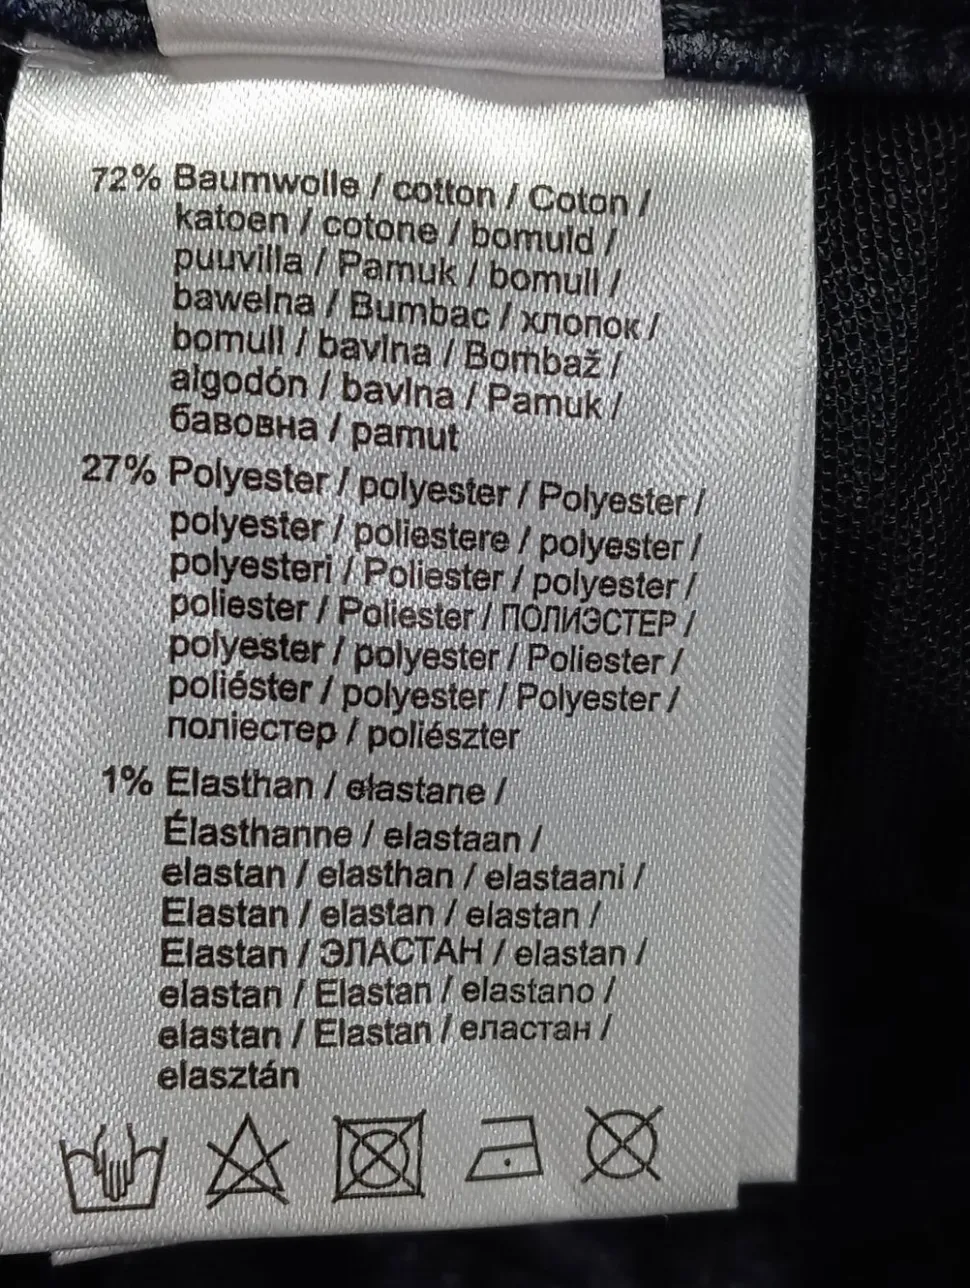 72% Baumwolle / cotton / Coton /
katoen / cotone / bomuld /
puuvilla / Pamuk / bomull /
bawelna / Bumbac / хлопок /
bomull / bavlna / Bombaž /
algodón / bavlna / Pamuk /
бавовна / pamut
27% Polyester / polyester / Polyester /
polyester / poliestere / polyester /
polyesteri / Poliester / polyester /
poliester / Poliester / ПОЛИЭСТЕР /
polyester / polyester / Poliester /
poliéster / polyester / Polyester /
поліестер / poliészter
1% Elasthan / elastane /
Élasthanne / elastaan /
elastan / elasthan / elastaani /
Elastan / elastan / elastan /
Elastan / ЭЛАСТАН / elastan /
elastan / Elastan / elastano /
elastan / Elastan / еластан /
elasztán